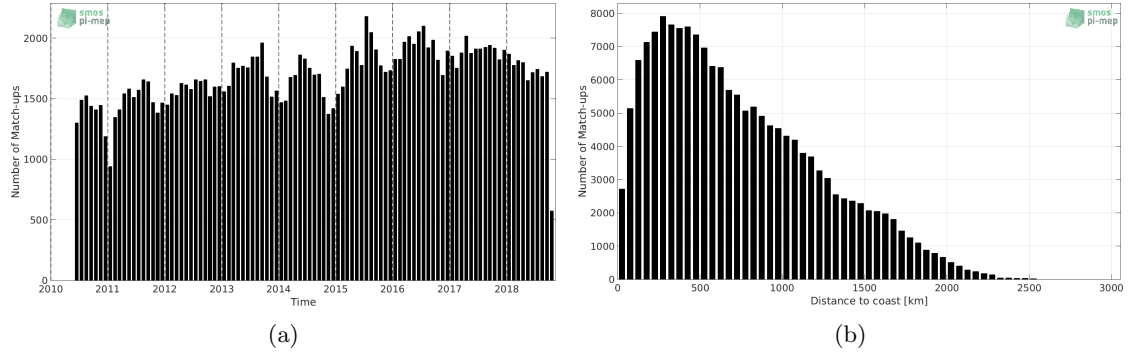 smos
pi-mep
Number of Match-ups
2000
1500
1000
500
0
2010 2011 2012 2013 2014 2015 2016 2017 2018
Time
(a)
smos
pi-mep
Number of Match-ups
8000
7000
6000
5000
4000
3000
2000
1000
0
0 500 1000 1500 2000 2500 3000
Distance to coast [km]
(b)